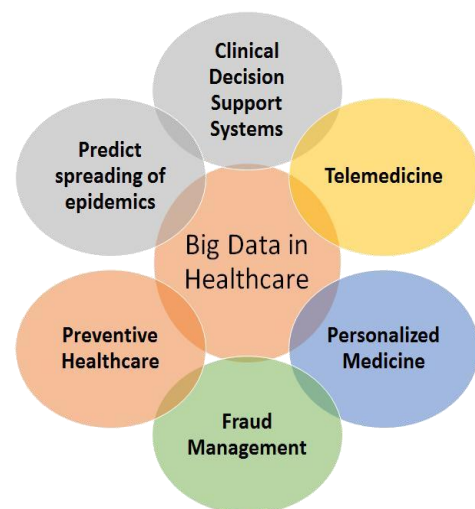 Clinical
Decision
Support
Systems
Telemedicine
Personalized
Medicine
Fraud
Management
Preventive
Healthcare
Predict
spreading of
epidemics
Big Data in
Healthcare